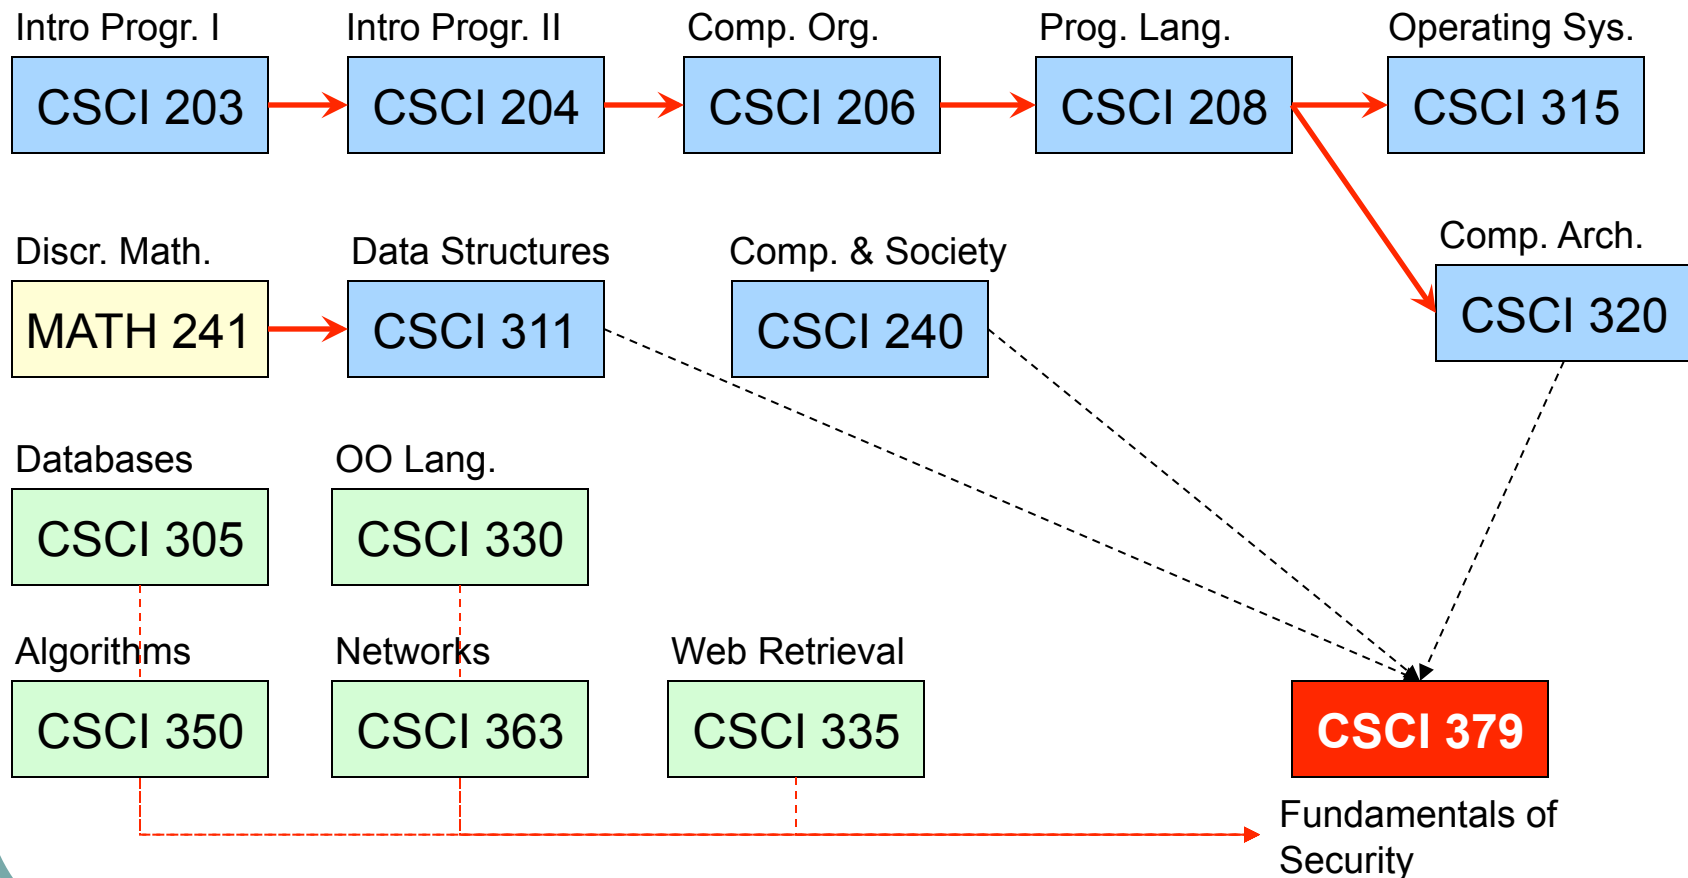 Intro Progr. I
Intro Progr. II
Comp. Org.
Prog. Lang.
Operating Sys.
CSCI 203
CSCI 204
CSCI 206
CSCI 208
CSCI 315
Discr. Math.
Data Structures
Comp. & Society
Comp. Arch.
MATH 241
CSCI 311
CSCI 240
CSCI 320
Databases
OO Lang.
CSCI 305
CSCI 330
Algorithms
Networks
Web Retrieval
CSCI 350
CSCI 363
CSCI 335
CSCI 379
Fundamentals of
Security